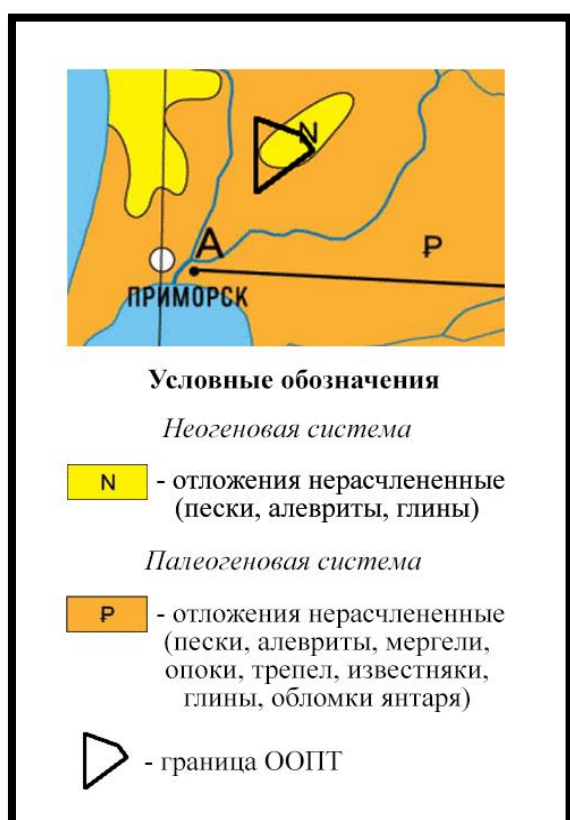 N
А
₽
ПРИМОРСК
Условные обозначения
Неогеновая система
N - отложения нерасчлененные
(пески, алевриты, глины)
Палеогеновая система
₽ - отложения нерасчлененные
(пески, алевриты, мергели,
опоки, трепел, известняки,
глины, обломки янтаря)
- граница ООПТ